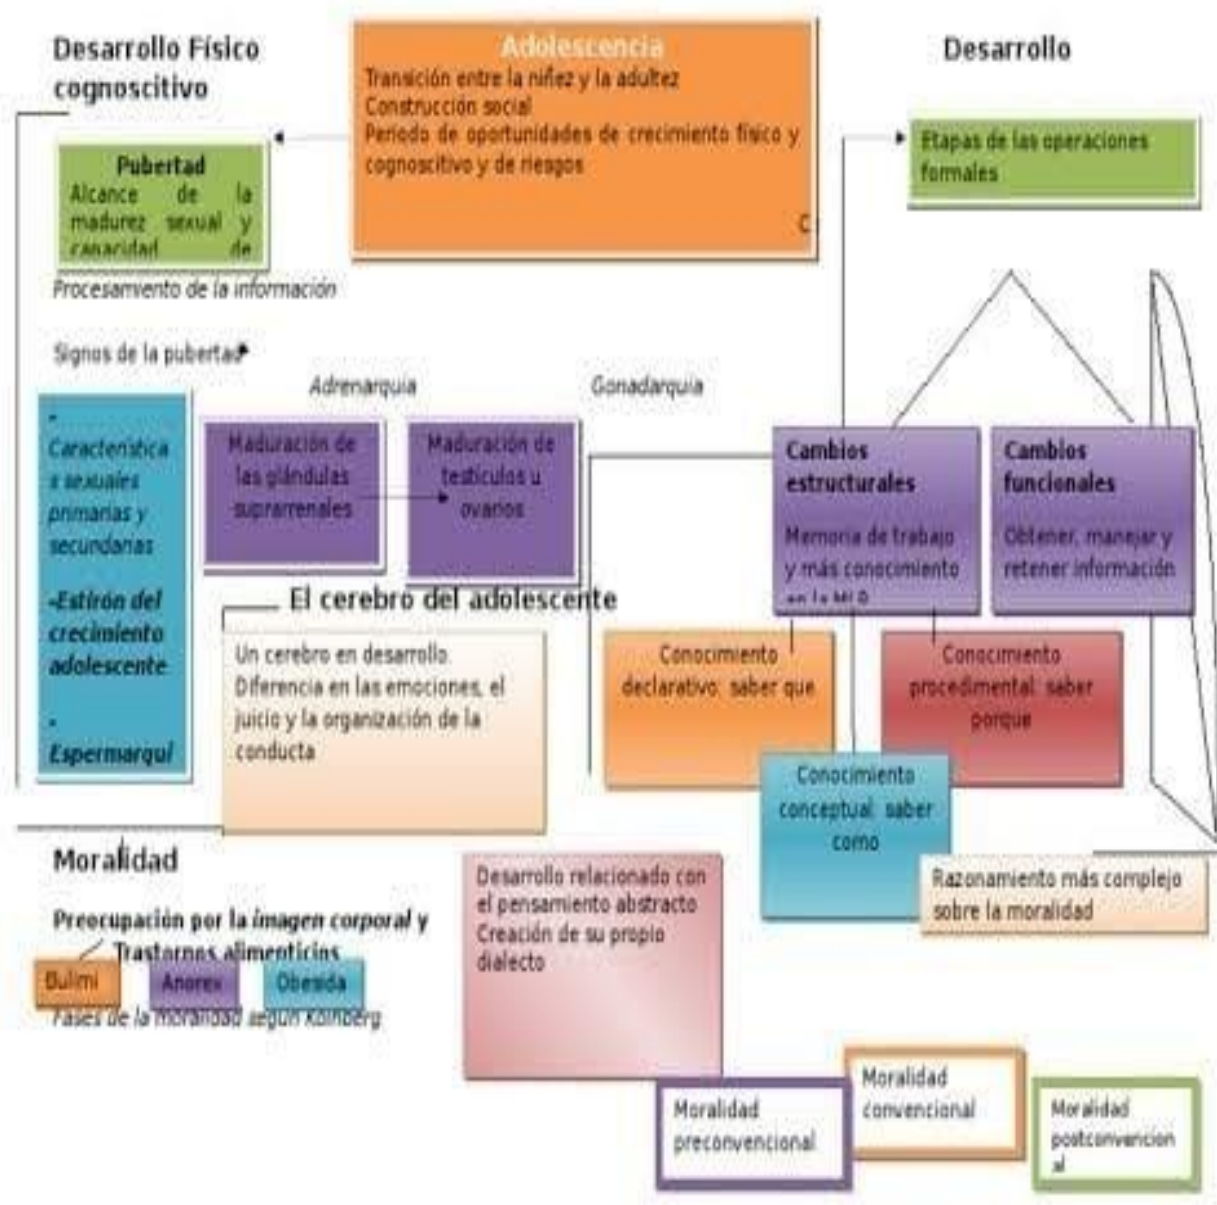 Desarrollo Físico
cognoscitivo
Adolescencia
Transición entre la niñez y la adultez
Construcción social
Periodo de oportunidades de crecimiento físico y
cognoscitivo y de riesgos
C
Desarrollo
Pubertad
Alcance de la
madurez sexual y
capacidad de
Etapas de las operaciones
formales
Procesamiento de la información
Signos de la pubertad
Adrenarquia
Gonadarquia
-
Característica
s sexuales
primarias y
secundarias
-Estirón del
crecimiento
adolescente
-
Espermarquí
Maduración de
las glándulas
suprarrenales
Maduración de
testículos u
ovarios
Cambios
estructurales
Memoria de trabajo
y más conocimiento
en la
Cambios
funcionales
Obtener, manejar y
retener información
El cerebro del adolescente
Un cerebro en desarrollo.
Diferencia en las emociones, el
juicio y la organización de la
conducta
Conocimiento
declarativo: saber que
Conocimiento
procedimental: saber
porque
Conocimiento
conceptual: saber
como
Moralidad
Preocupación por la imagen corporal y
Trastornos alimenticios
Bulimi
Anorex
Obesida
Fases de la moralidad según Kolnberg
Desarrollo relacionado con
el pensamiento abstracto
Creación de su propio
dialecto
Razonamiento más complejo
sobre la moralidad
Moralidad
preconvencional
Moralidad
convencional
Moralidad
postconvencion
al